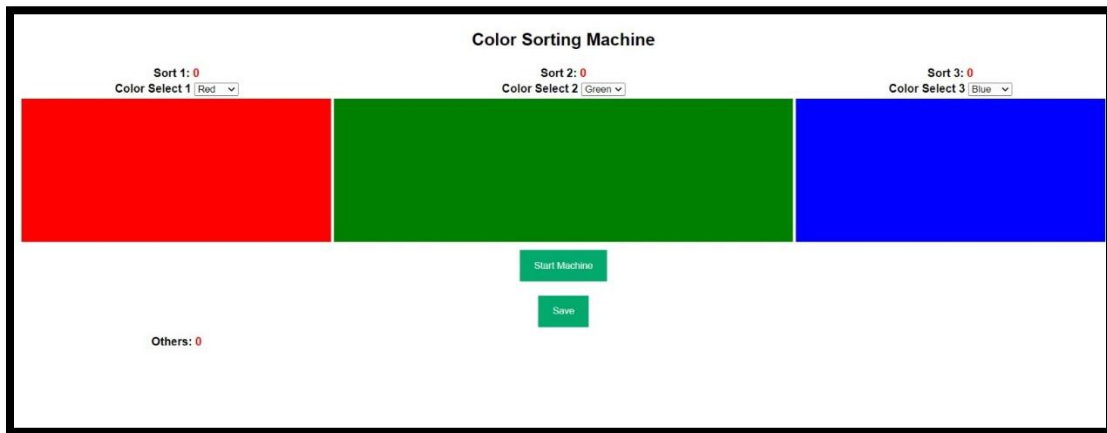 Color Sorting Machine
Sort 1: 0
Color Select 1 Red
Sort 2: 0
Color Select 2 Green
Sort 3: 0
Color Select 3 Blue
Start Machine
Save
Others: 0